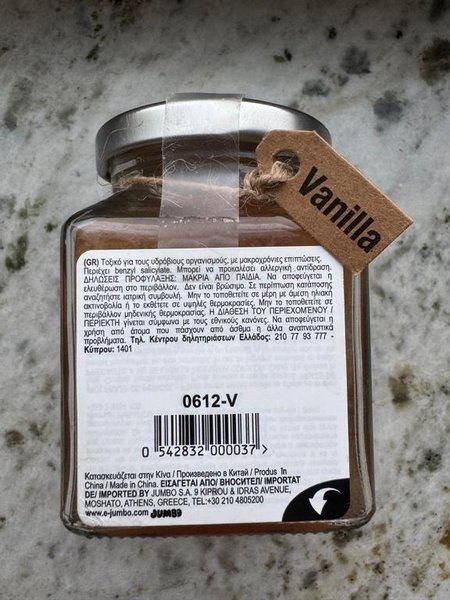 Vanilla
(GR) Τοξικό για τους υδρόβιους οργανισμούς, με μακροχρόνιες επιπτώσεις.
Περιέχει benzyl salicylate. Μπορεί να προκαλέσει αλλεργική αντίδραση.
ΔΗΛΩΣΕΙΣ ΠΡΟΦΥΛΑΞΗΣ: ΜΑΚΡΙΑ ΑΠΟ ΠΑΙΔΙΑ. Να αποφεύγεται η
ελευθέρωση στο περιβάλλον. Δεν είναι βρώσιμο. Σε περίπτωση κατάποσης
αναζητήστε ιατρική συμβουλή. Μην το τοποθετείτε σε μέρη με άμεση ηλιακή
ακτινοβολία ή το εκθέτετε σε υψηλές θερμοκρασίες. Μην το τοποθετείτε σε
περιβάλλον μηδενικής θερμοκρασίας. Η ΔΙΑΘΕΣΗ ΤΟΥ ΠΕΡΙΕΧΟΜΕΝΟΥ /
ΠΕΡΙΕΚΤΗ γίνεται σύμφωνα με τους εθνικούς κανόνες. Να αποφεύγεται η
χρήση από άτομα που πάσχουν από άσθμα ή άλλα αναπνευστικά
προβλήματα. Τηλ. Κέντρου δηλητηριάσεων Ελλάδος: 210 77 93 777 -
Κύπρου: 1401
0612-V
0 542832 000037 >
Κατασκευάζεται στην Κίνα / Произведено в Китай / Produs în
China / Made in China. ΕΙΣΑΓΕΤΑΙ ΑΠΟ/ ВНОСИТЕЛ/ IMPORTAT
DE/ IMPORTED BY JUMBO S.A. 9 KIPROU & IDRAS AVENUE,
MOSHATO, ATHENS, GREECE, TEL:+30 210 4805200
www.e-jumbo.com JUMBO